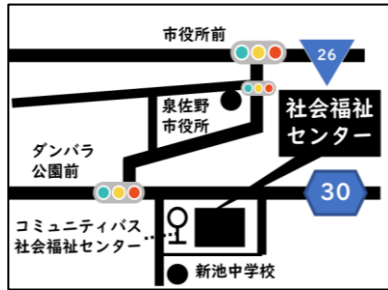 市役所前
26
泉佐野
市役所
社会福祉
センター
ダンバラ
公園前
30
コミュニティバス
社会福祉センター
新池中学校